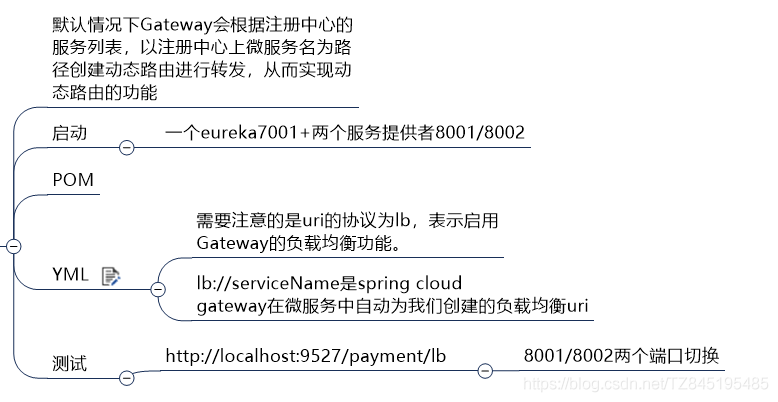 默认情况下Gateway会根据注册中心的
服务列表，以注册中心上微服务名为路
径创建动态路由进行转发，从而实现动
态路由的功能
启动
一个eureka7001+两个服务提供者8001/8002
POM
YML
需要注意的是uri的协议为lb，表示启用
Gateway的负载均衡功能。
lb://serviceName是spring cloud
gateway在微服务中自动为我们创建的负载均衡uri
测试
http://localhost:9527/payment/lb
8001/8002两个端口切换
https://blog.csdn.net/TZ845195485